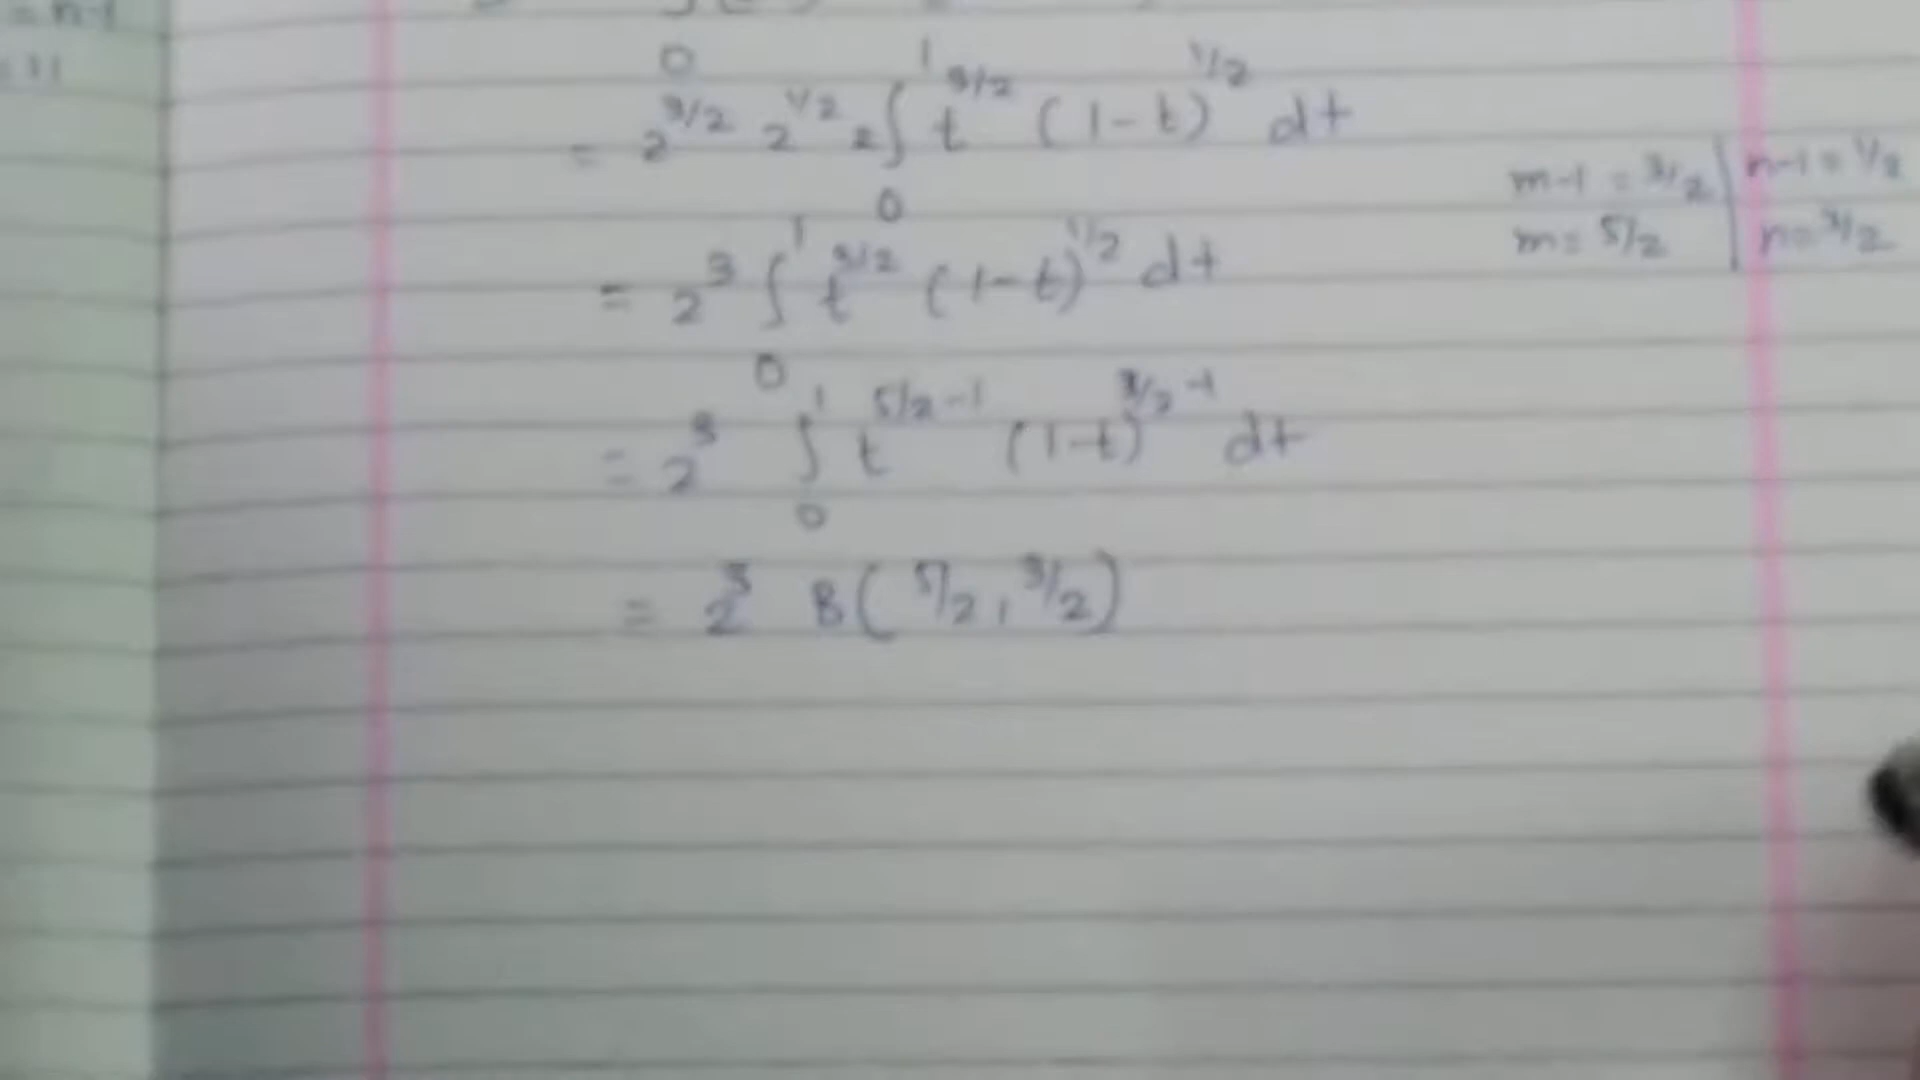 = n-1
0
= 2^{3/2} 2^{1/2} 2 ∫_0^1 t^{3/2} (1-t)^{1/2} dt
m-1 = 3/2 | n-1 = 1/2
m = 5/2 | n = 3/2
= 2^3 ∫_0^1 t^{3/2} (1-t)^{1/2} dt
= 2^3 ∫_0^1 t^{5/2-1} (1-t)^{3/2-1} dt
= 2^3 B(5/2, 3/2)